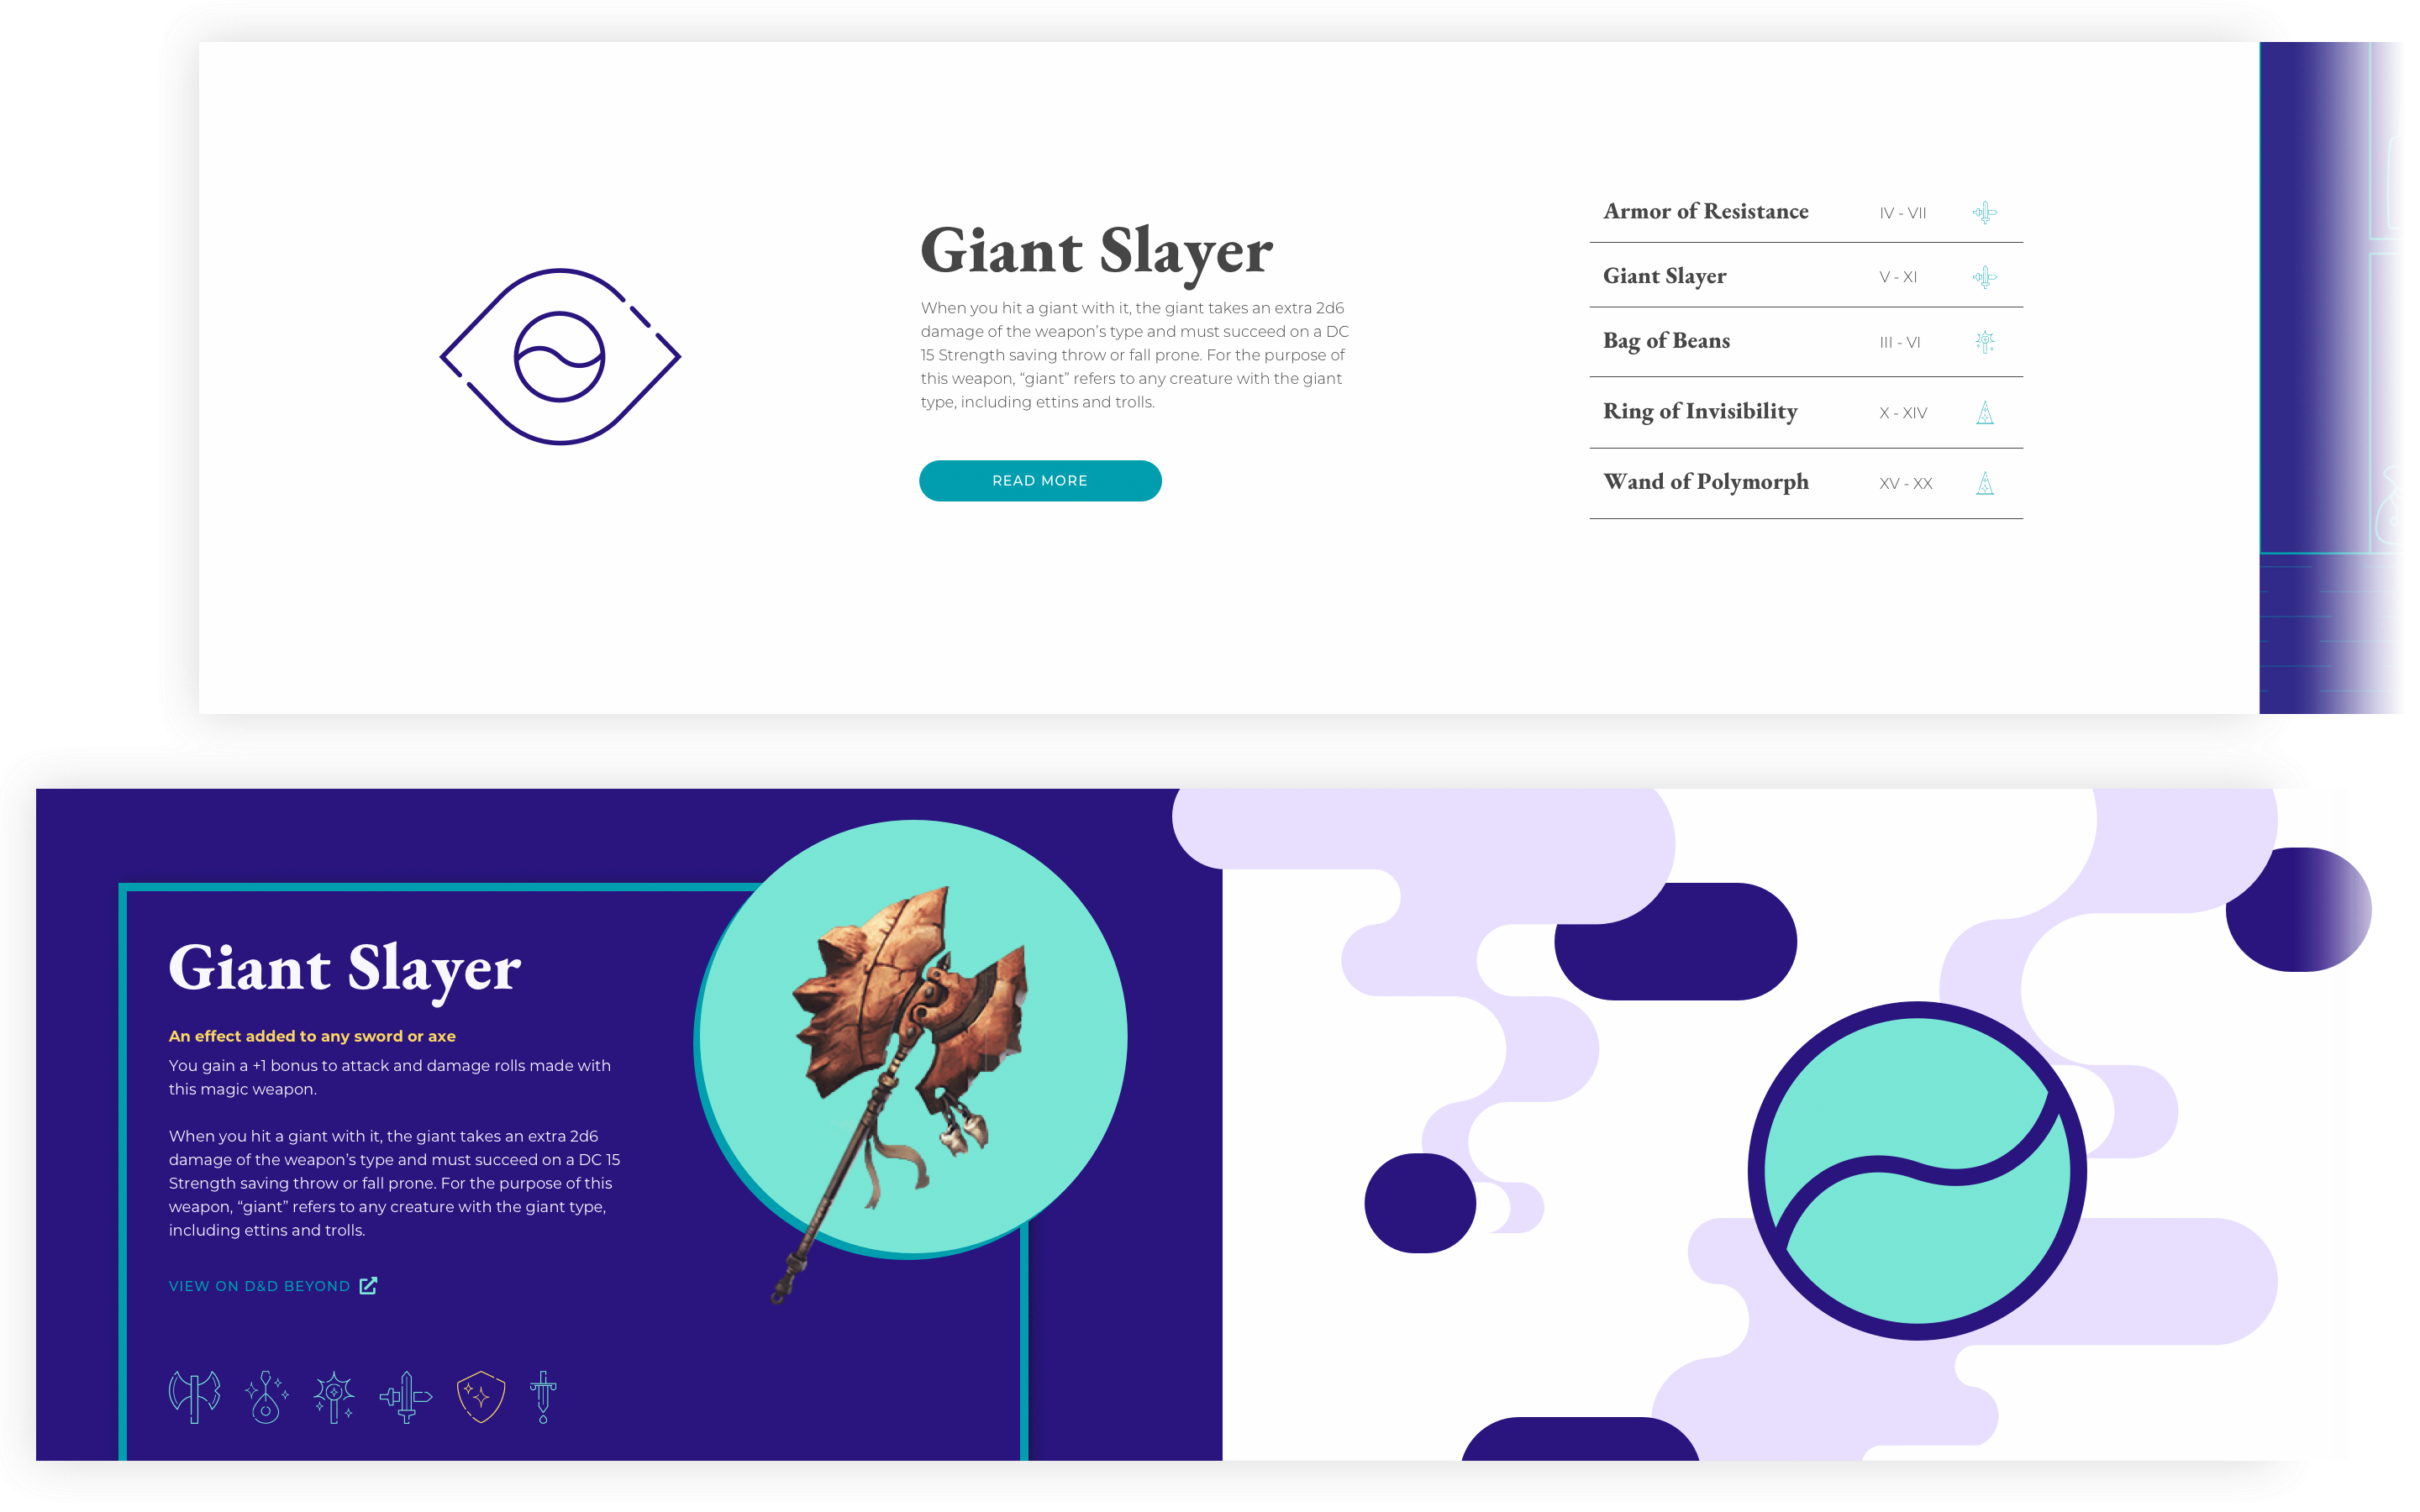 Giant Slayer
When you hit a giant with it, the giant takes an extra 2d6
damage of the weapon’s type and must succeed on a DC
15 Strength saving throw or fall prone. For the purpose of
this weapon, “giant” refers to any creature with the giant
type, including ettins and trolls.
READ MORE
Armor of Resistance IV - VII
Giant Slayer V - XI
Bag of Beans III - VI
Ring of Invisibility X - XIV
Wand of Polymorph XV - XX
Giant Slayer
An effect added to any sword or axe
You gain a +1 bonus to attack and damage rolls made with
this magic weapon.
When you hit a giant with it, the giant takes an extra 2d6
damage of the weapon’s type and must succeed on a DC 15
Strength saving throw or fall prone. For the purpose of this
weapon, “giant” refers to any creature with the giant type,
including ettins and trolls.
VIEW ON D&D BEYOND